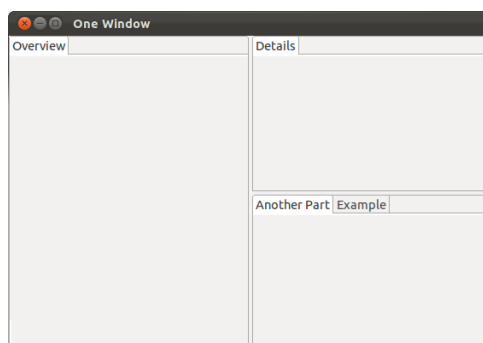 One Window
Overview
Details
Another Part
Example